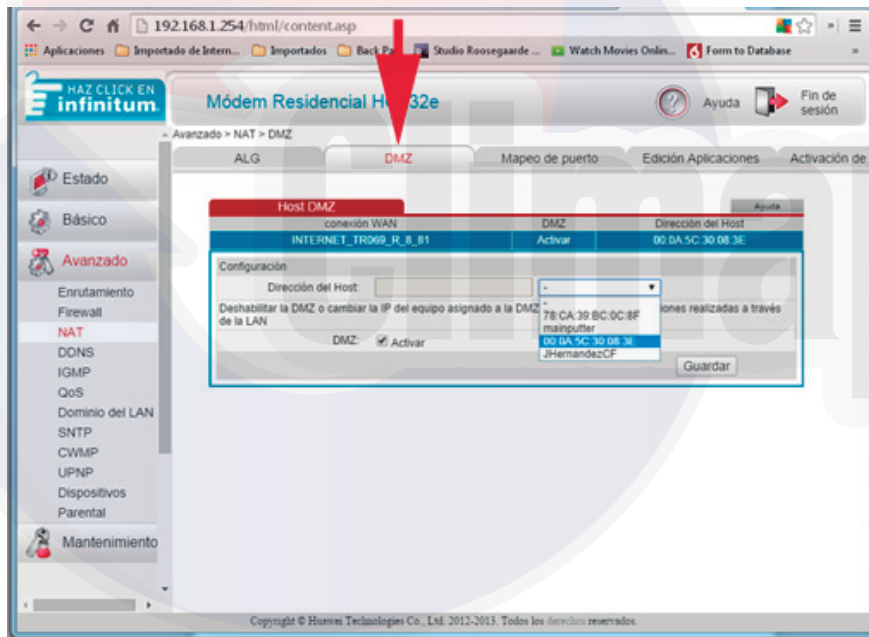 192.168.1.254/html/content.asp
Aplicaciones Importado de Intern... Importados Studio Roosegaarde ... Watch Movies Onlin... Form to Database »
HAZ CLICK EN
infinitum
Módem Residencial
Ayuda
Fin de sesión
Avanzado > NAT > DMZ
ALG DMZ Mapeo de puerto Edición Aplicaciones Activación de
Estado
Básico
Avanzado
Enrutamiento
Firewall
NAT
DDNS
IGMP
QoS
Dominio del LAN
SNTP
CWMP
UPNP
Dispositivos
Parental
Mantenimiento
Host DMZ Ayuda
conexión WAN DMZ Dirección del Host
INTERNET_TR069_R_8_81 Activar 00:0A:5C:30:08:3E
Configuración
Dirección del Host: -
Deshabilitar la DMZ o cambiar la IP del equipo asignado a la DMZ iones realizadas a través
de la LAN
-
78:CA:39:BC:0C:8F
mainputter
00:0A:5C:30:08:3E
JHernandezCF
DMZ: Activar
Guardar
Copyright © Huawei Technologies Co., Ltd. 2012-2013. Todos los derechos reservados.